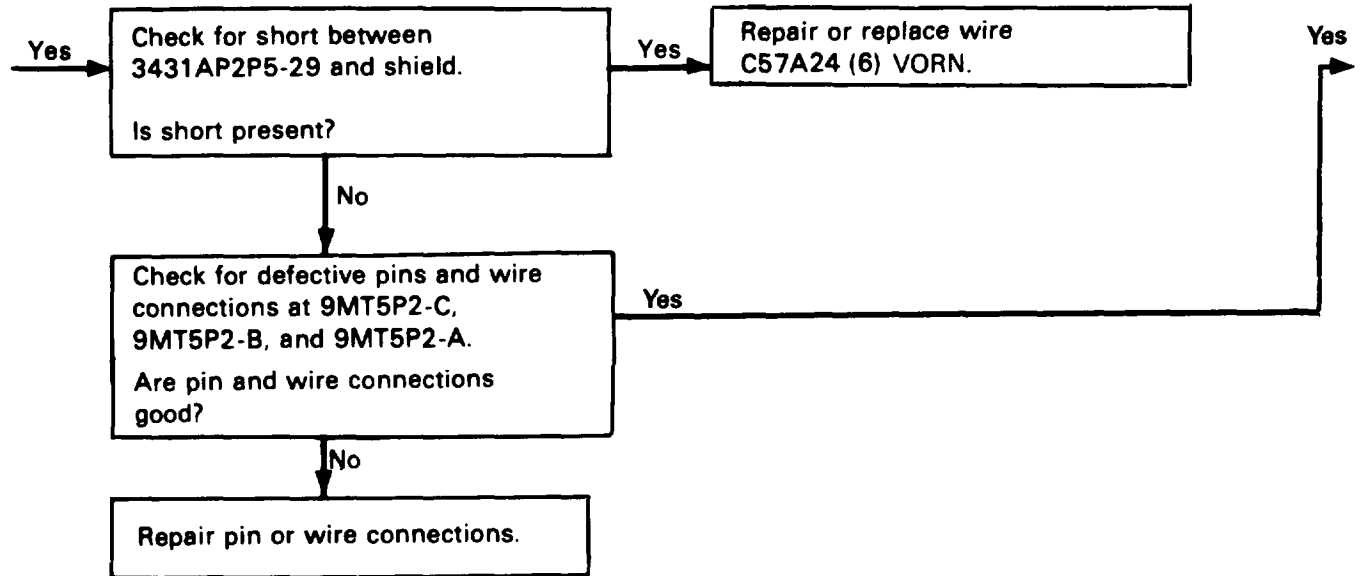 Yes
Check for short between
3431AP2P5-29 and shield.
Is short present?
Yes
Repair or replace wire
C57A24 (6) VORN.
Yes
No
Check for defective pins and wire
connections at 9MT5P2-C,
9MT5P2-B, and 9MT5P2-A.
Are pin and wire connections
good?
Yes
No
Repair pin or wire connections.